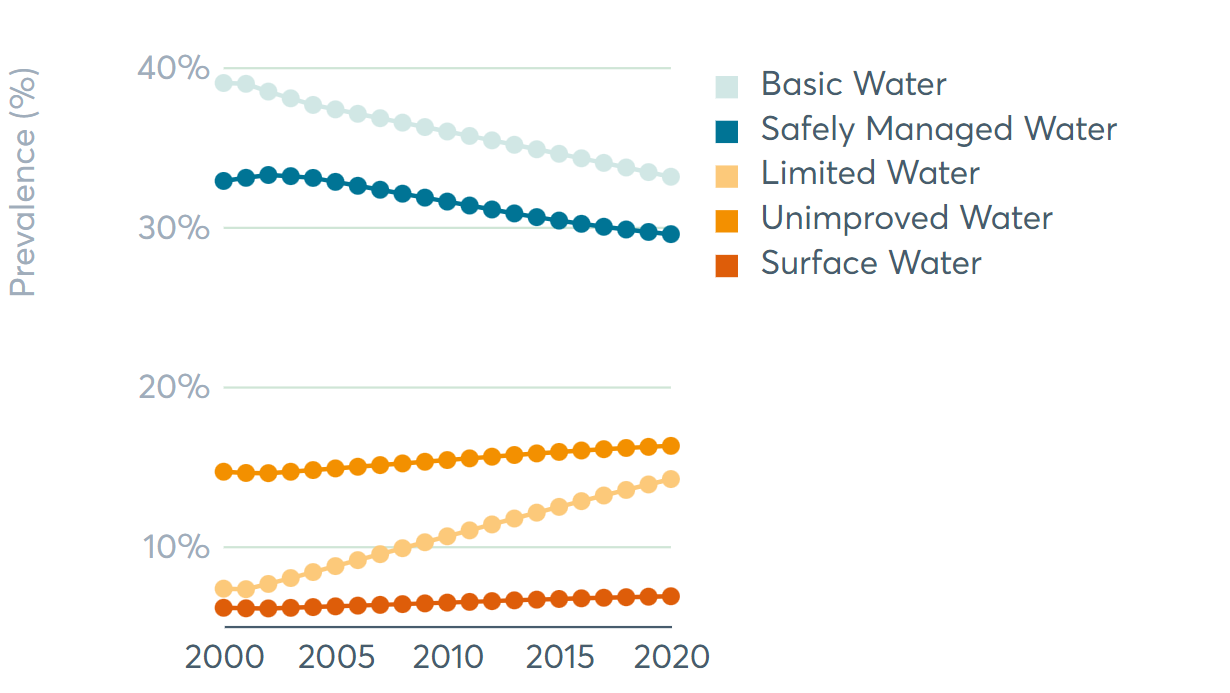 Prevalence (%)
40%
30%
20%
10%
2000 2005 2010 2015 2020
Basic Water
Safely Managed Water
Limited Water
Unimproved Water
Surface Water